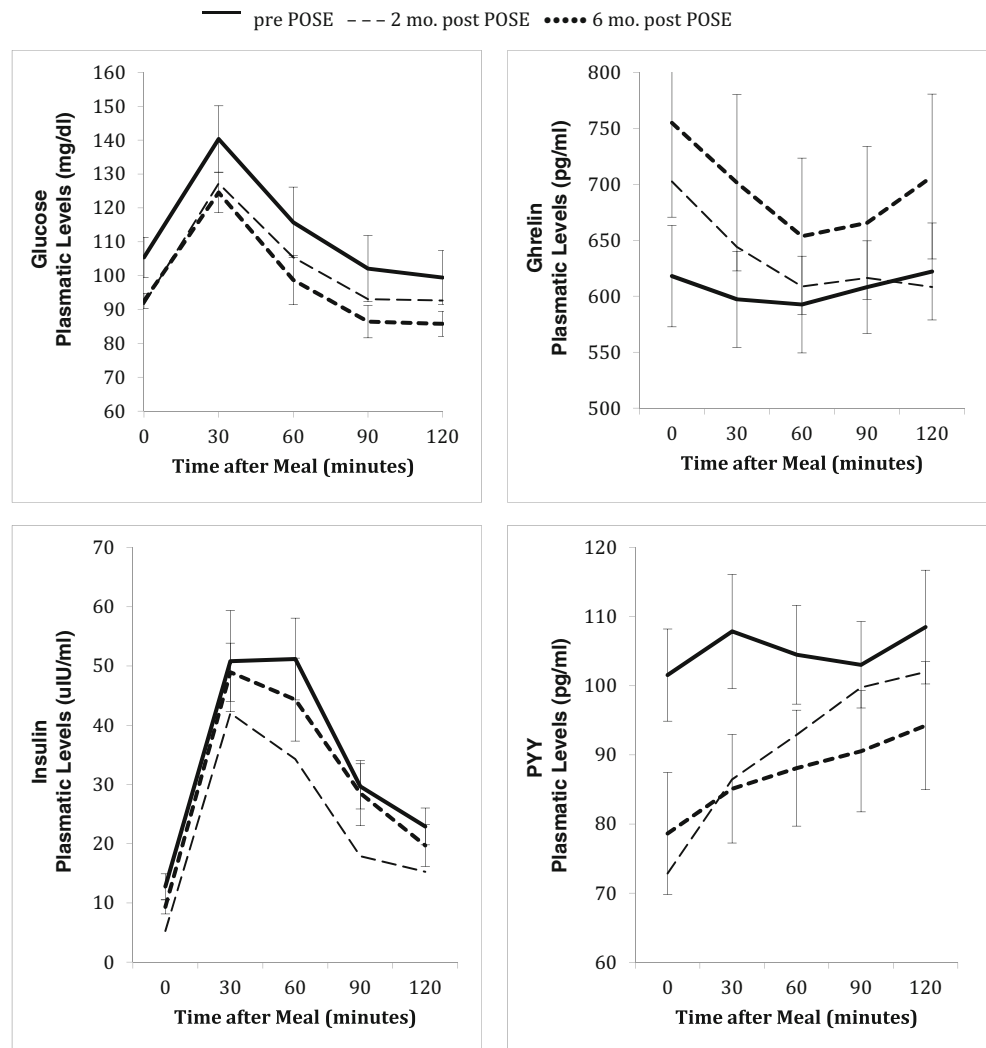 pre POSE 2 mo. post POSE 6 mo. post POSE
Glucose
Plasmatic Levels (mg/dl)
160
150
140
130
120
110
100
90
80
70
60
0 30 60 90 120
Time after Meal (minutes)
Ghrelin
Plasmatic Levels (pg/ml)
800
750
700
650
600
550
500
0 30 60 90 120
Time after Meal (minutes)
Insulin
Plasmatic Levels (uIU/ml)
70
60
50
40
30
20
10
0
0 30 60 90 120
Time after Meal (minutes)
PYY
Plasmatic Levels (pg/ml)
120
110
100
90
80
70
60
0 30 60 90 120
Time after Meal (minutes)